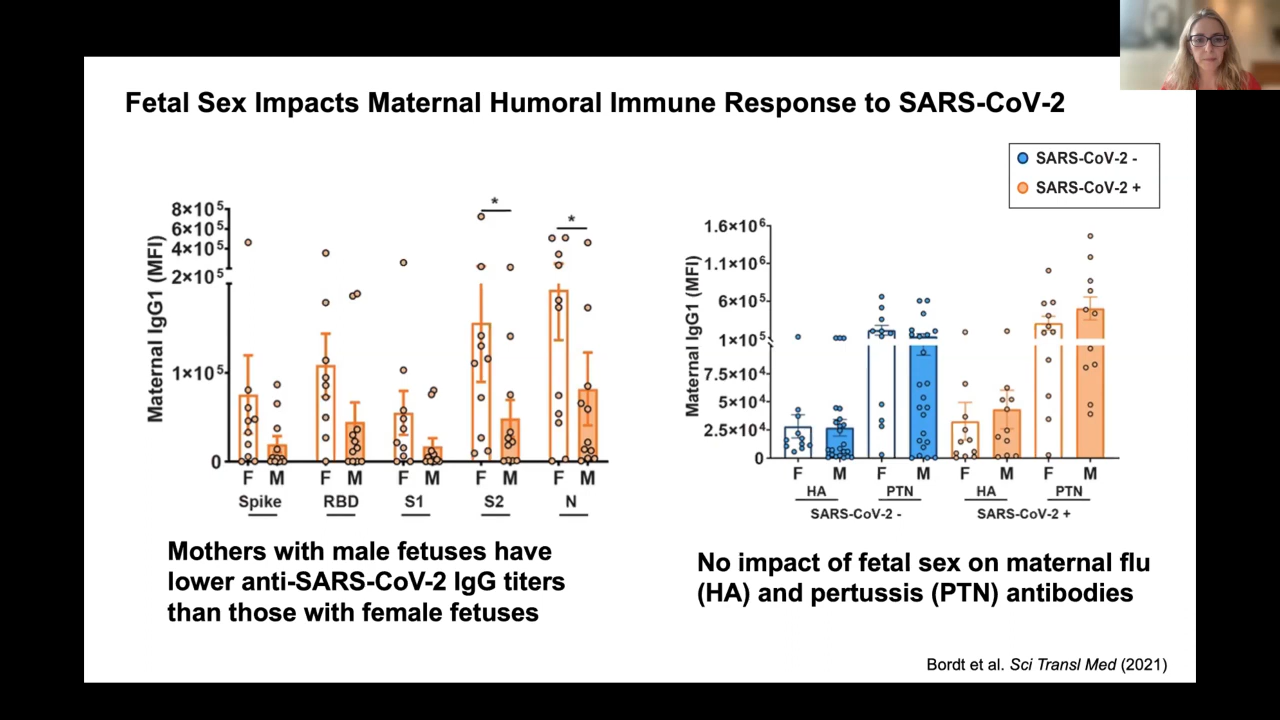 Fetal Sex Impacts Maternal Humoral Immune Response to SARS-CoV-2
SARS-CoV-2 -
SARS-CoV-2 +
Maternal IgG1 (MFI)
8×10⁵
6×10⁵
4×10⁵
2×10⁵
1×10⁵
0
*
*
F M F M F M F M F M
Spike RBD S1 S2 N
Maternal IgG1 (MFI)
1.6×10⁶
1.1×10⁶
6×10⁵
1×10⁵
7.5×10⁴
5×10⁴
2.5×10⁴
0
F M F M F M F M
HA PTN HA PTN
SARS-CoV-2 - SARS-CoV-2 +
Mothers with male fetuses have
lower anti-SARS-CoV-2 IgG titers
than those with female fetuses
No impact of fetal sex on maternal flu
(HA) and pertussis (PTN) antibodies
Bordt et al. Sci Transl Med (2021)